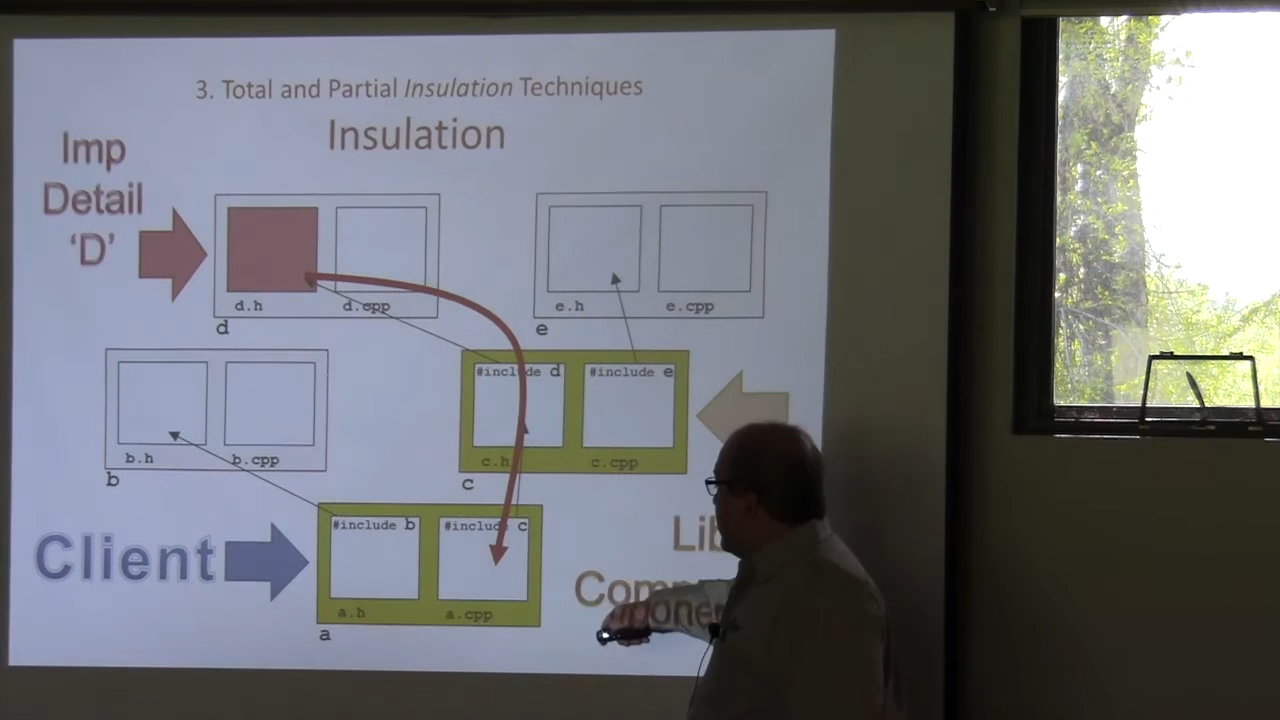 3. Total and Partial Insulation Techniques
Insulation
Imp
Detail
‘D’
d.h
d.cpp
d
e.h
e.cpp
e
b.h
b.cpp
b
#include d
#include e
c.h
c.cpp
c
Client
#include b
#include c
a.h
a.cpp
a